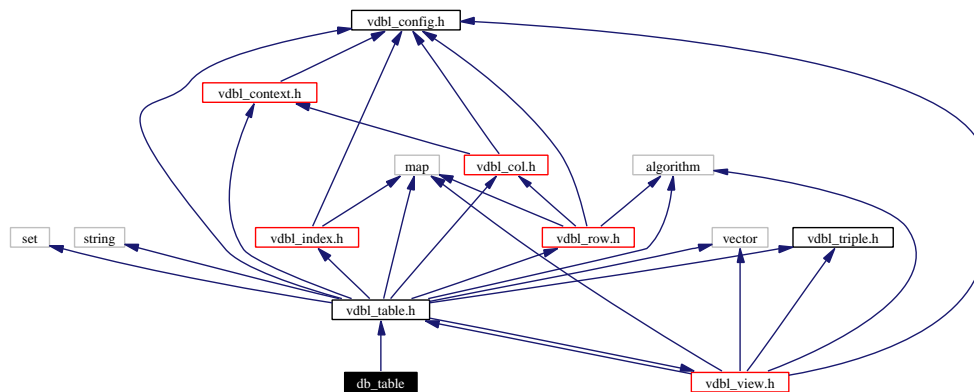 vdbl_config.h
vdbl_context.h
map
vdbl_col.h
algorithm
set
string
vdbl_index.h
vdbl_row.h
vector
vdbl_triple.h
vdbl_table.h
db_table
vdbl_view.h